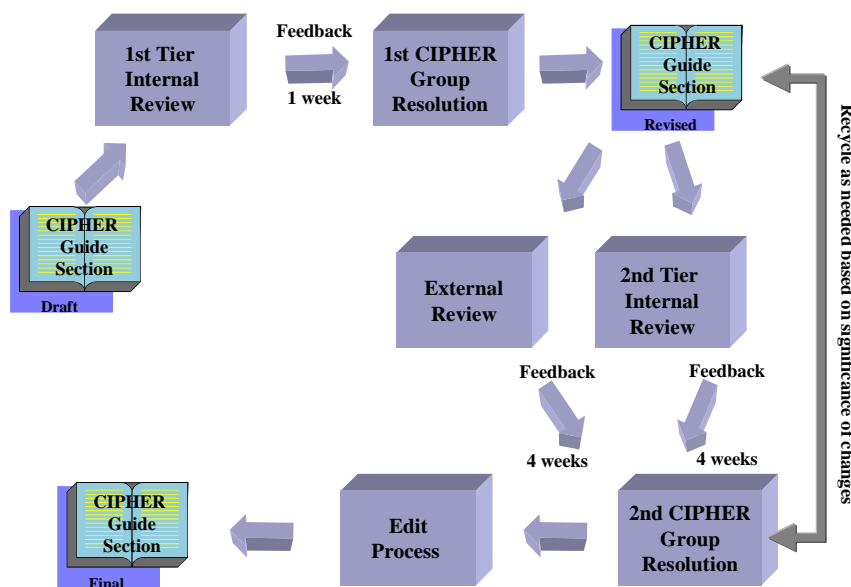 1st Tier
Internal
Review
Feedback
1 week
1st CIPHER
Group
Resolution
CIPHER
Guide
Section
Revised
Recycle as needed based on significance of changes
CIPHER
Guide
Section
Draft
External
Review
2nd Tier
Internal
Review
Feedback
Feedback
4 weeks
4 weeks
CIPHER
Guide
Section
Final
Edit
Process
2nd CIPHER
Group
Resolution